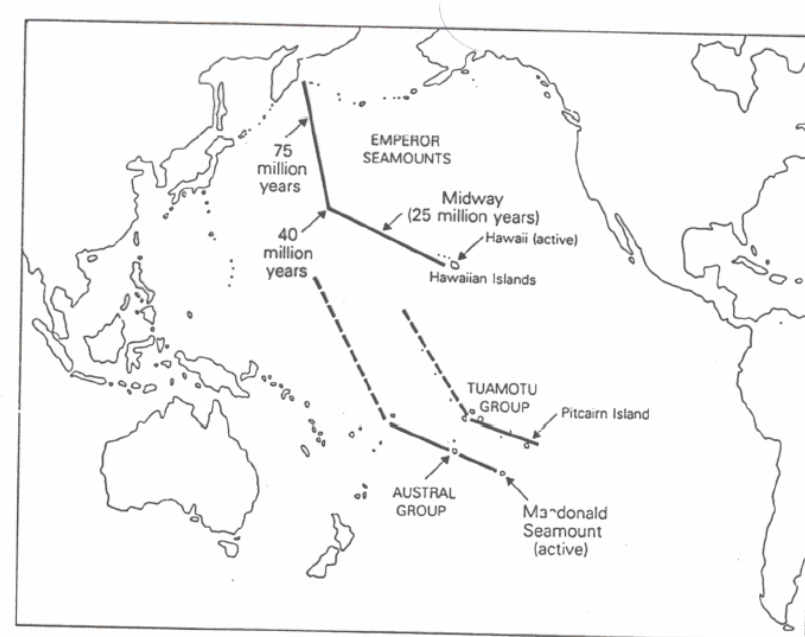 EMPEROR
SEAMOUNTS
75
million
years
Midway
(25 million years)
Hawaii (active)
40
million
years
Hawaiian Islands
TUAMOTU
GROUP
Pitcairn Island
AUSTRAL
GROUP
Macdonald
Seamount
(active)